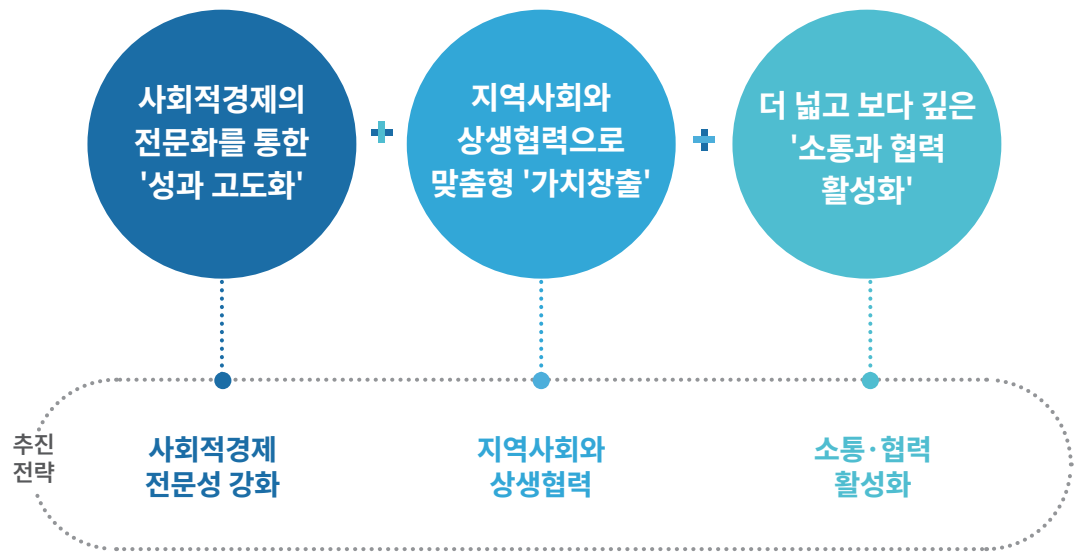 사회적경제의
전문화를 통한
'성과 고도화'
지역사회와
상생협력으로
맞춤형 '가치창출'
더 넓고 보다 깊은
'소통과 협력
활성화'
추진
전략
사회적경제
전문성 강화
지역사회와
상생협력
소통·협력
활성화